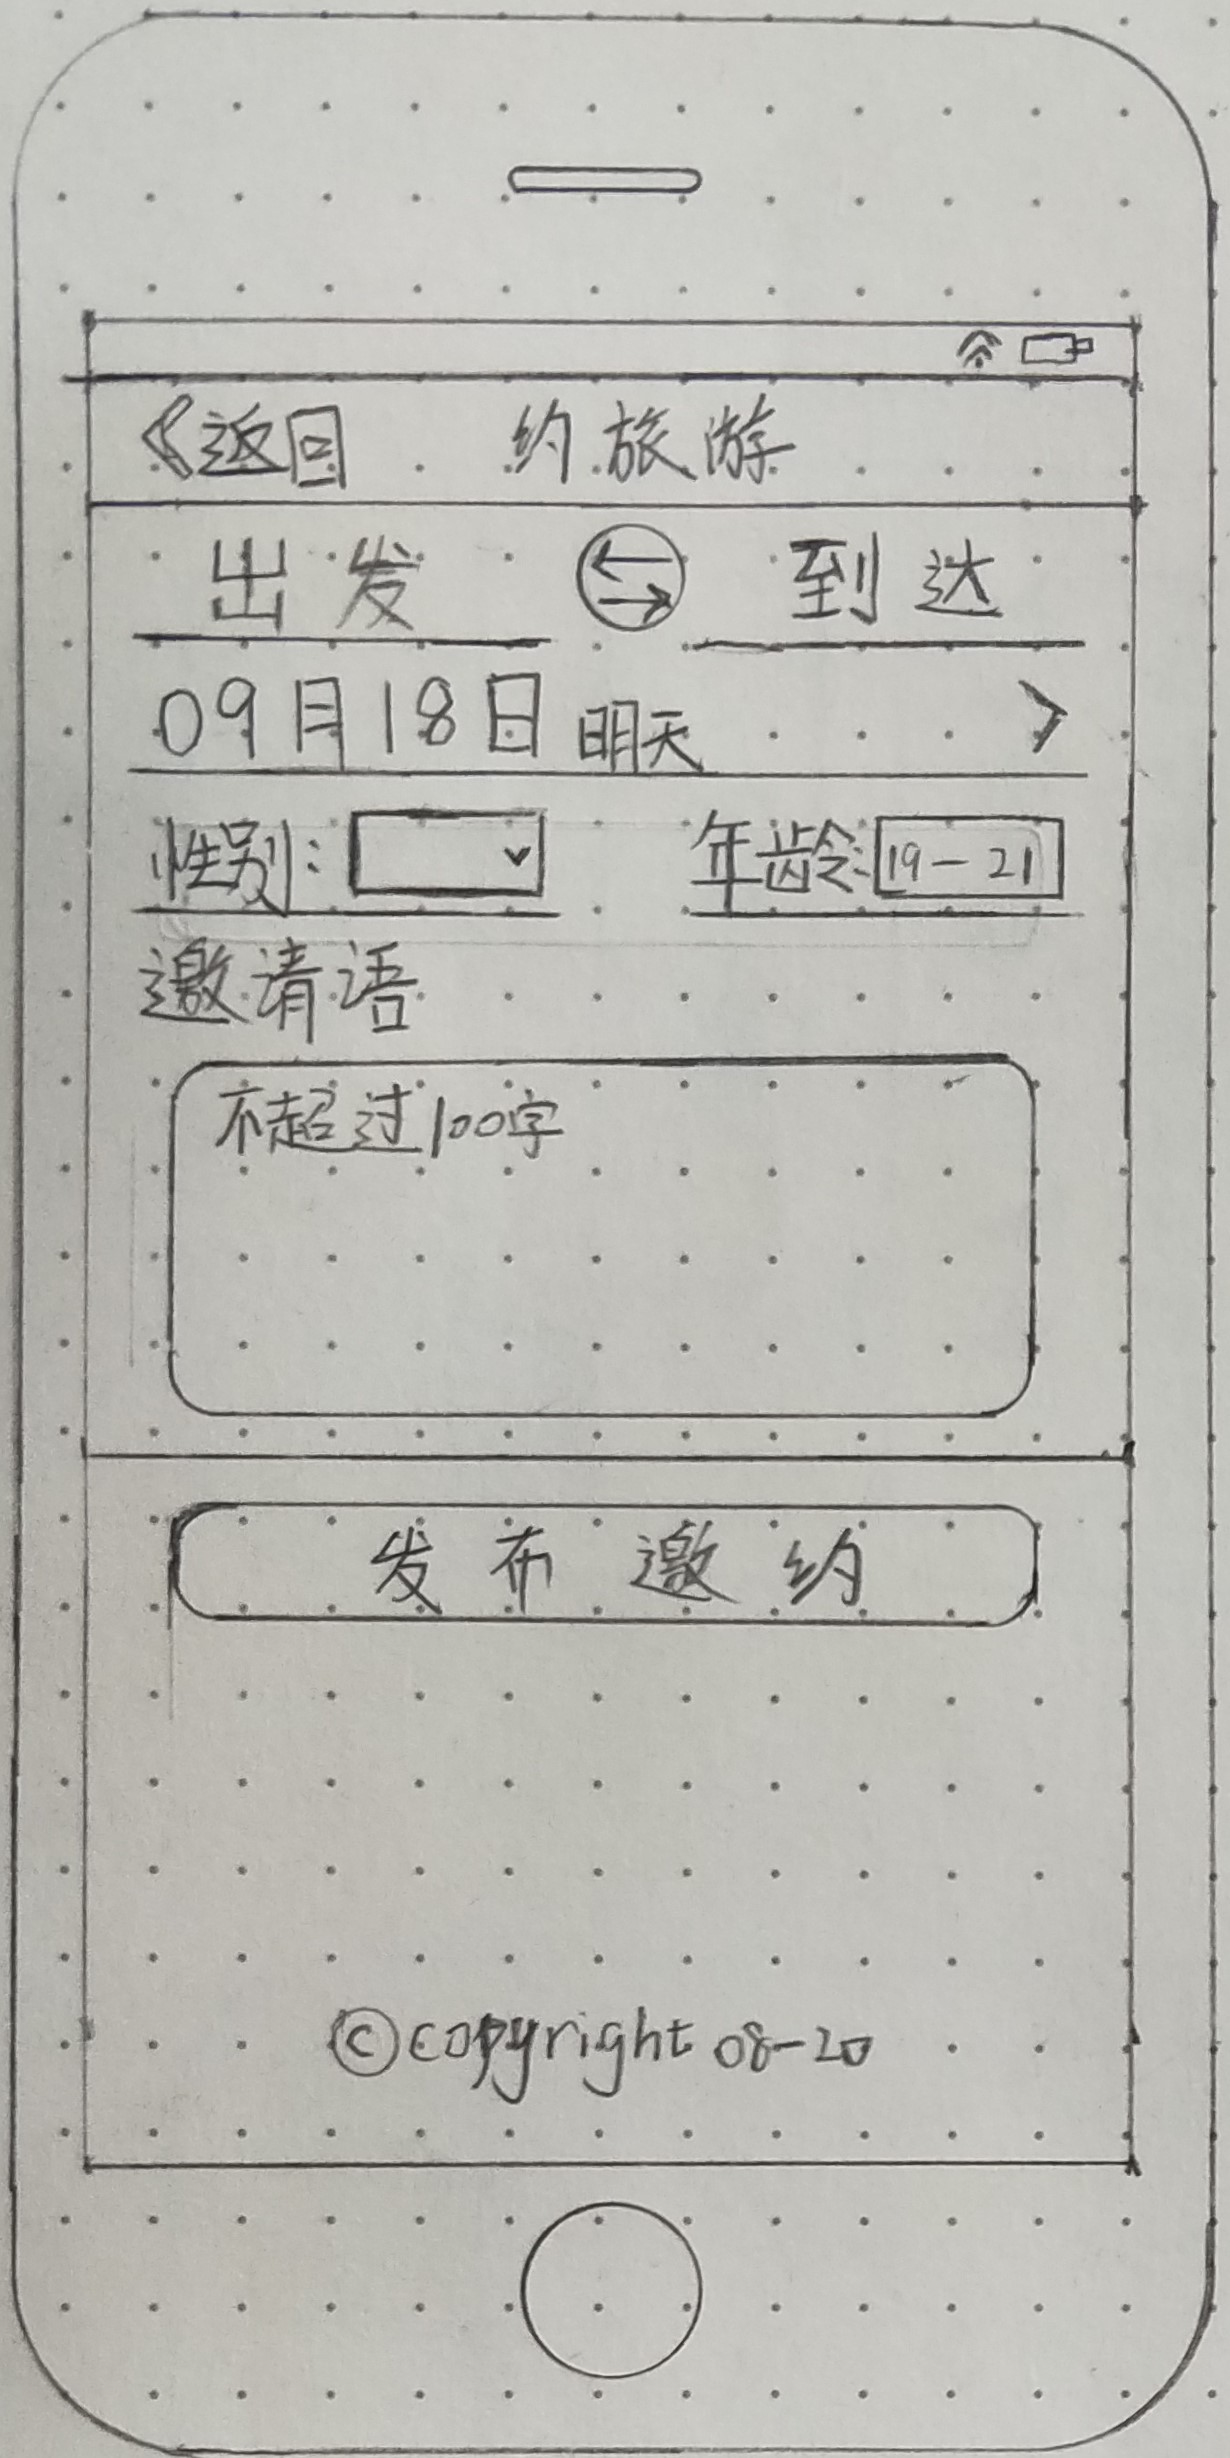 返回 约旅游
出发 到达
09月18日 明天
性别: 年龄: 19-21
邀请语
不超过100字
发布邀约
©copyright 08-20